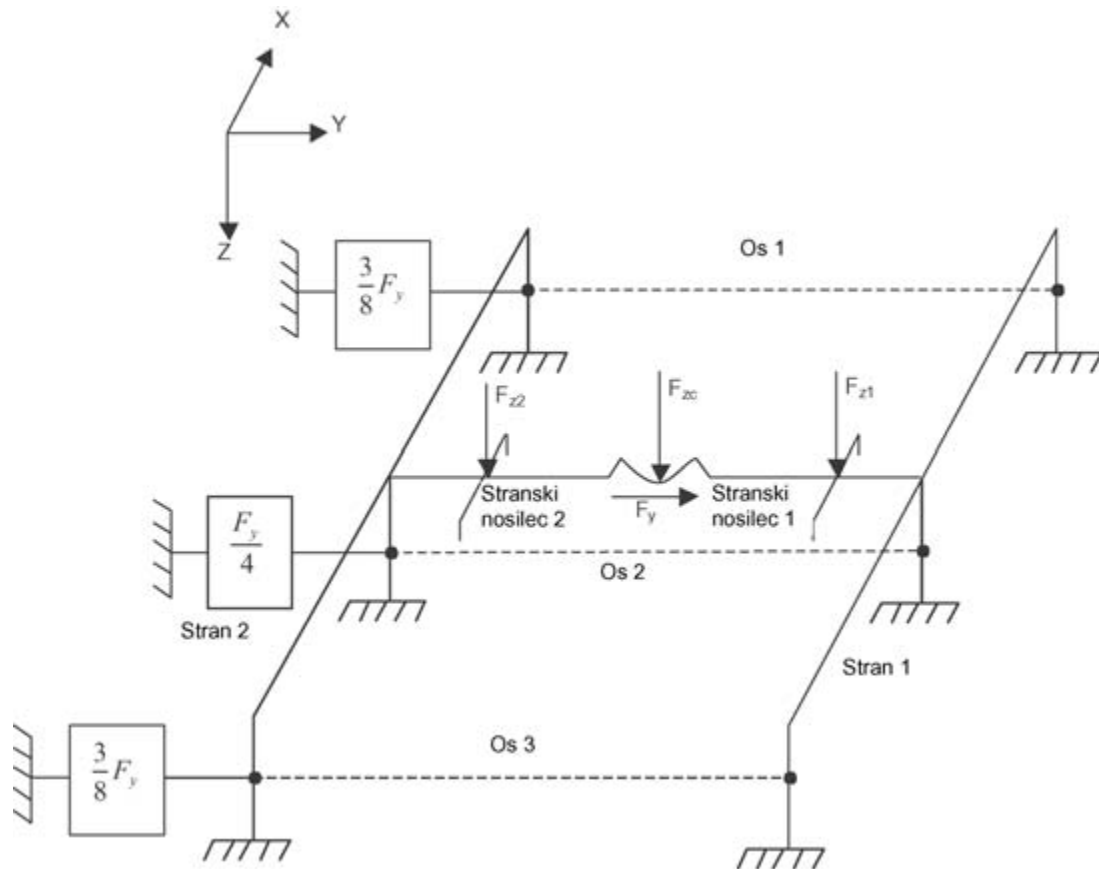 X
Y
Z
Os 1
3/8 F_y
F_z2
F_zc
F_z1
Stranski
nosilec 2
F_y
Stranski
nosilec 1
F_y/4
Os 2
Stran 2
Stran 1
Os 3
3/8 F_y